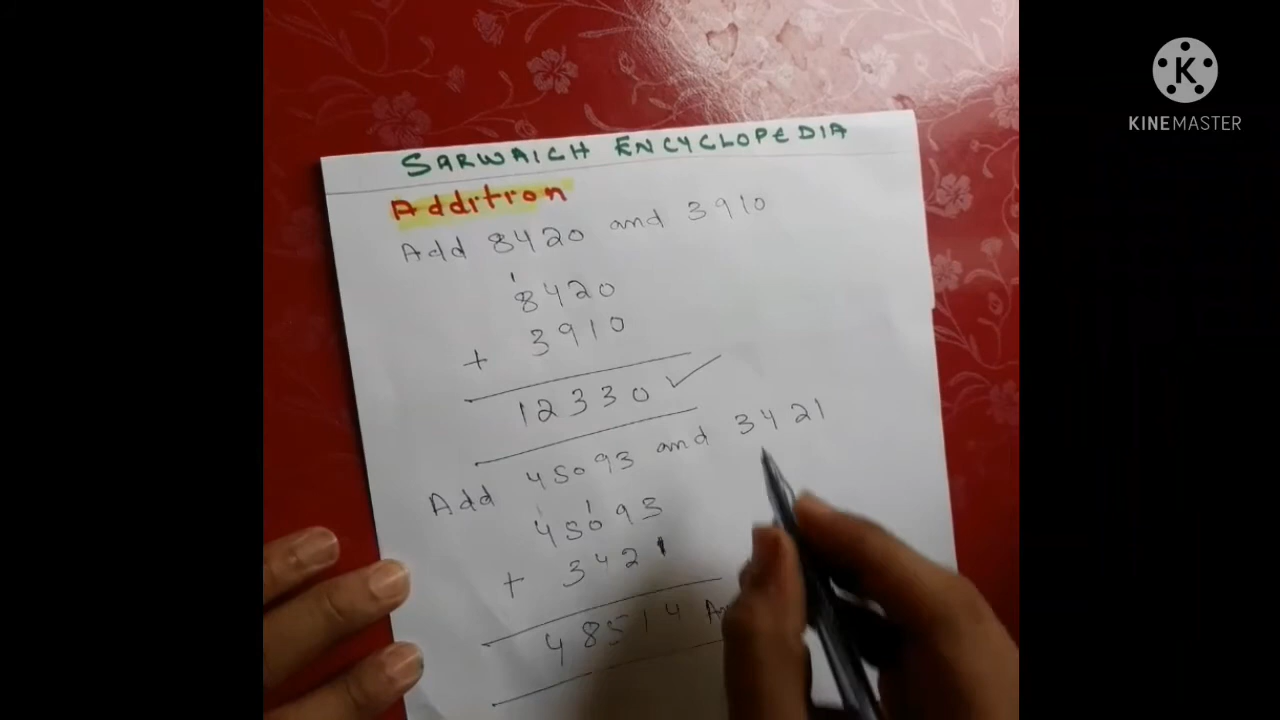 SARWAICH ENCYCLOPEDIA
Addition
Add 8420 and 3910
1
8420
+ 3910
12330 ✓
Add 45093 and 3421
1
45093
+ 3421
48514
KINEMASTER